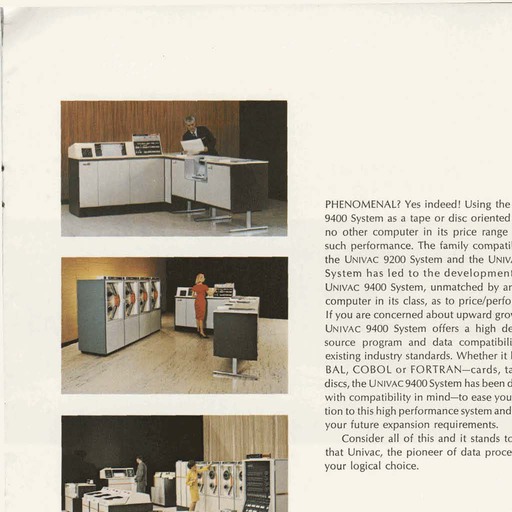 PHENOMENAL? Yes indeed! Using the
9400 System as a tape or disc oriented
no other computer in its price range
such performance. The family compati
the UNIVAC 9200 System and the UNIV
System has led to the development
UNIVAC 9400 System, unmatched by a
computer in its class, as to price/perfo
If you are concerned about upward gro
UNIVAC 9400 System offers a high de
source program and data compatibili
existing industry standards. Whether it
BAL, COBOL or FORTRAN—cards, ta
discs, the UNIVAC 9400 System has been d
with compatibility in mind—to ease you
tion to this high performance system and
your future expansion requirements.
Consider all of this and it stands to
that Univac, the pioneer of data proce
your logical choice.